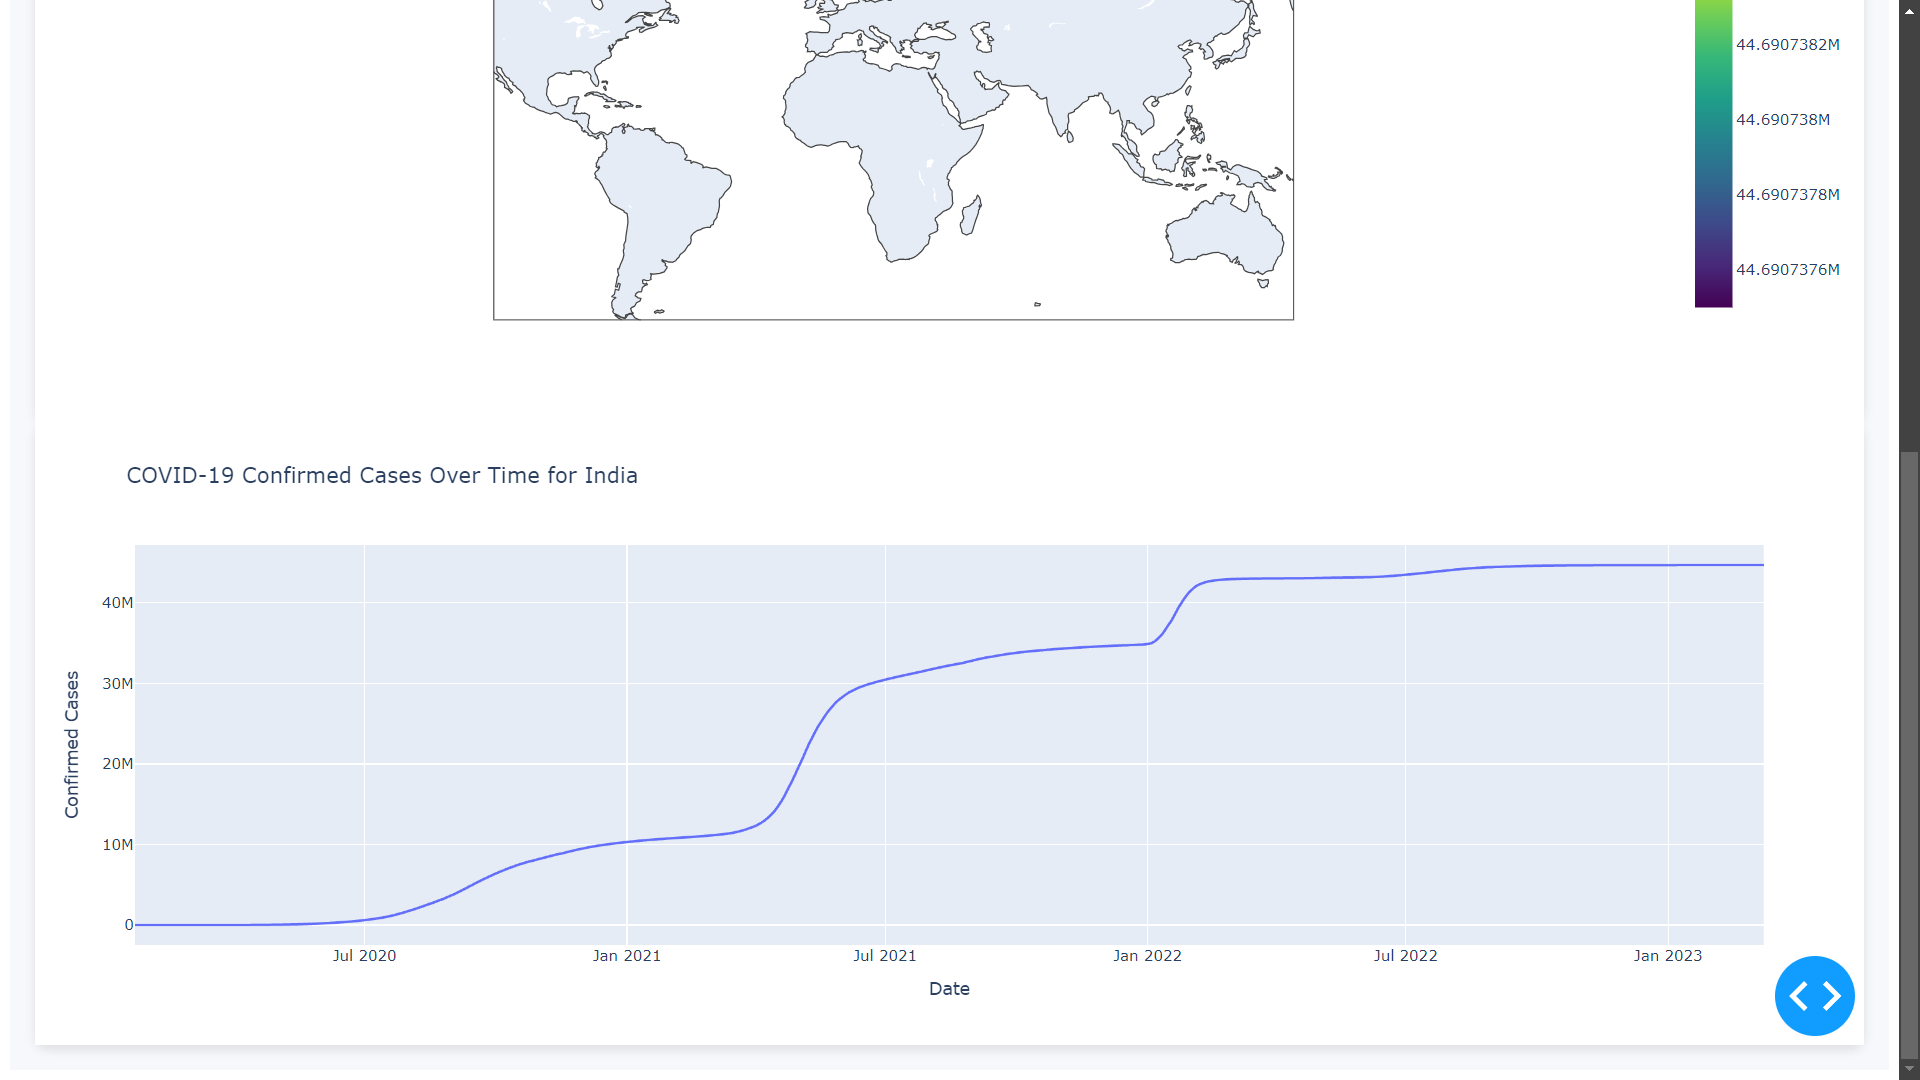 44.6907382M
44.690738M
44.6907378M
44.6907376M
COVID-19 Confirmed Cases Over Time for India
Confirmed Cases
40M
30M
20M
10M
0
Jul 2020
Jan 2021
Jul 2021
Jan 2022
Jul 2022
Jan 2023
Date